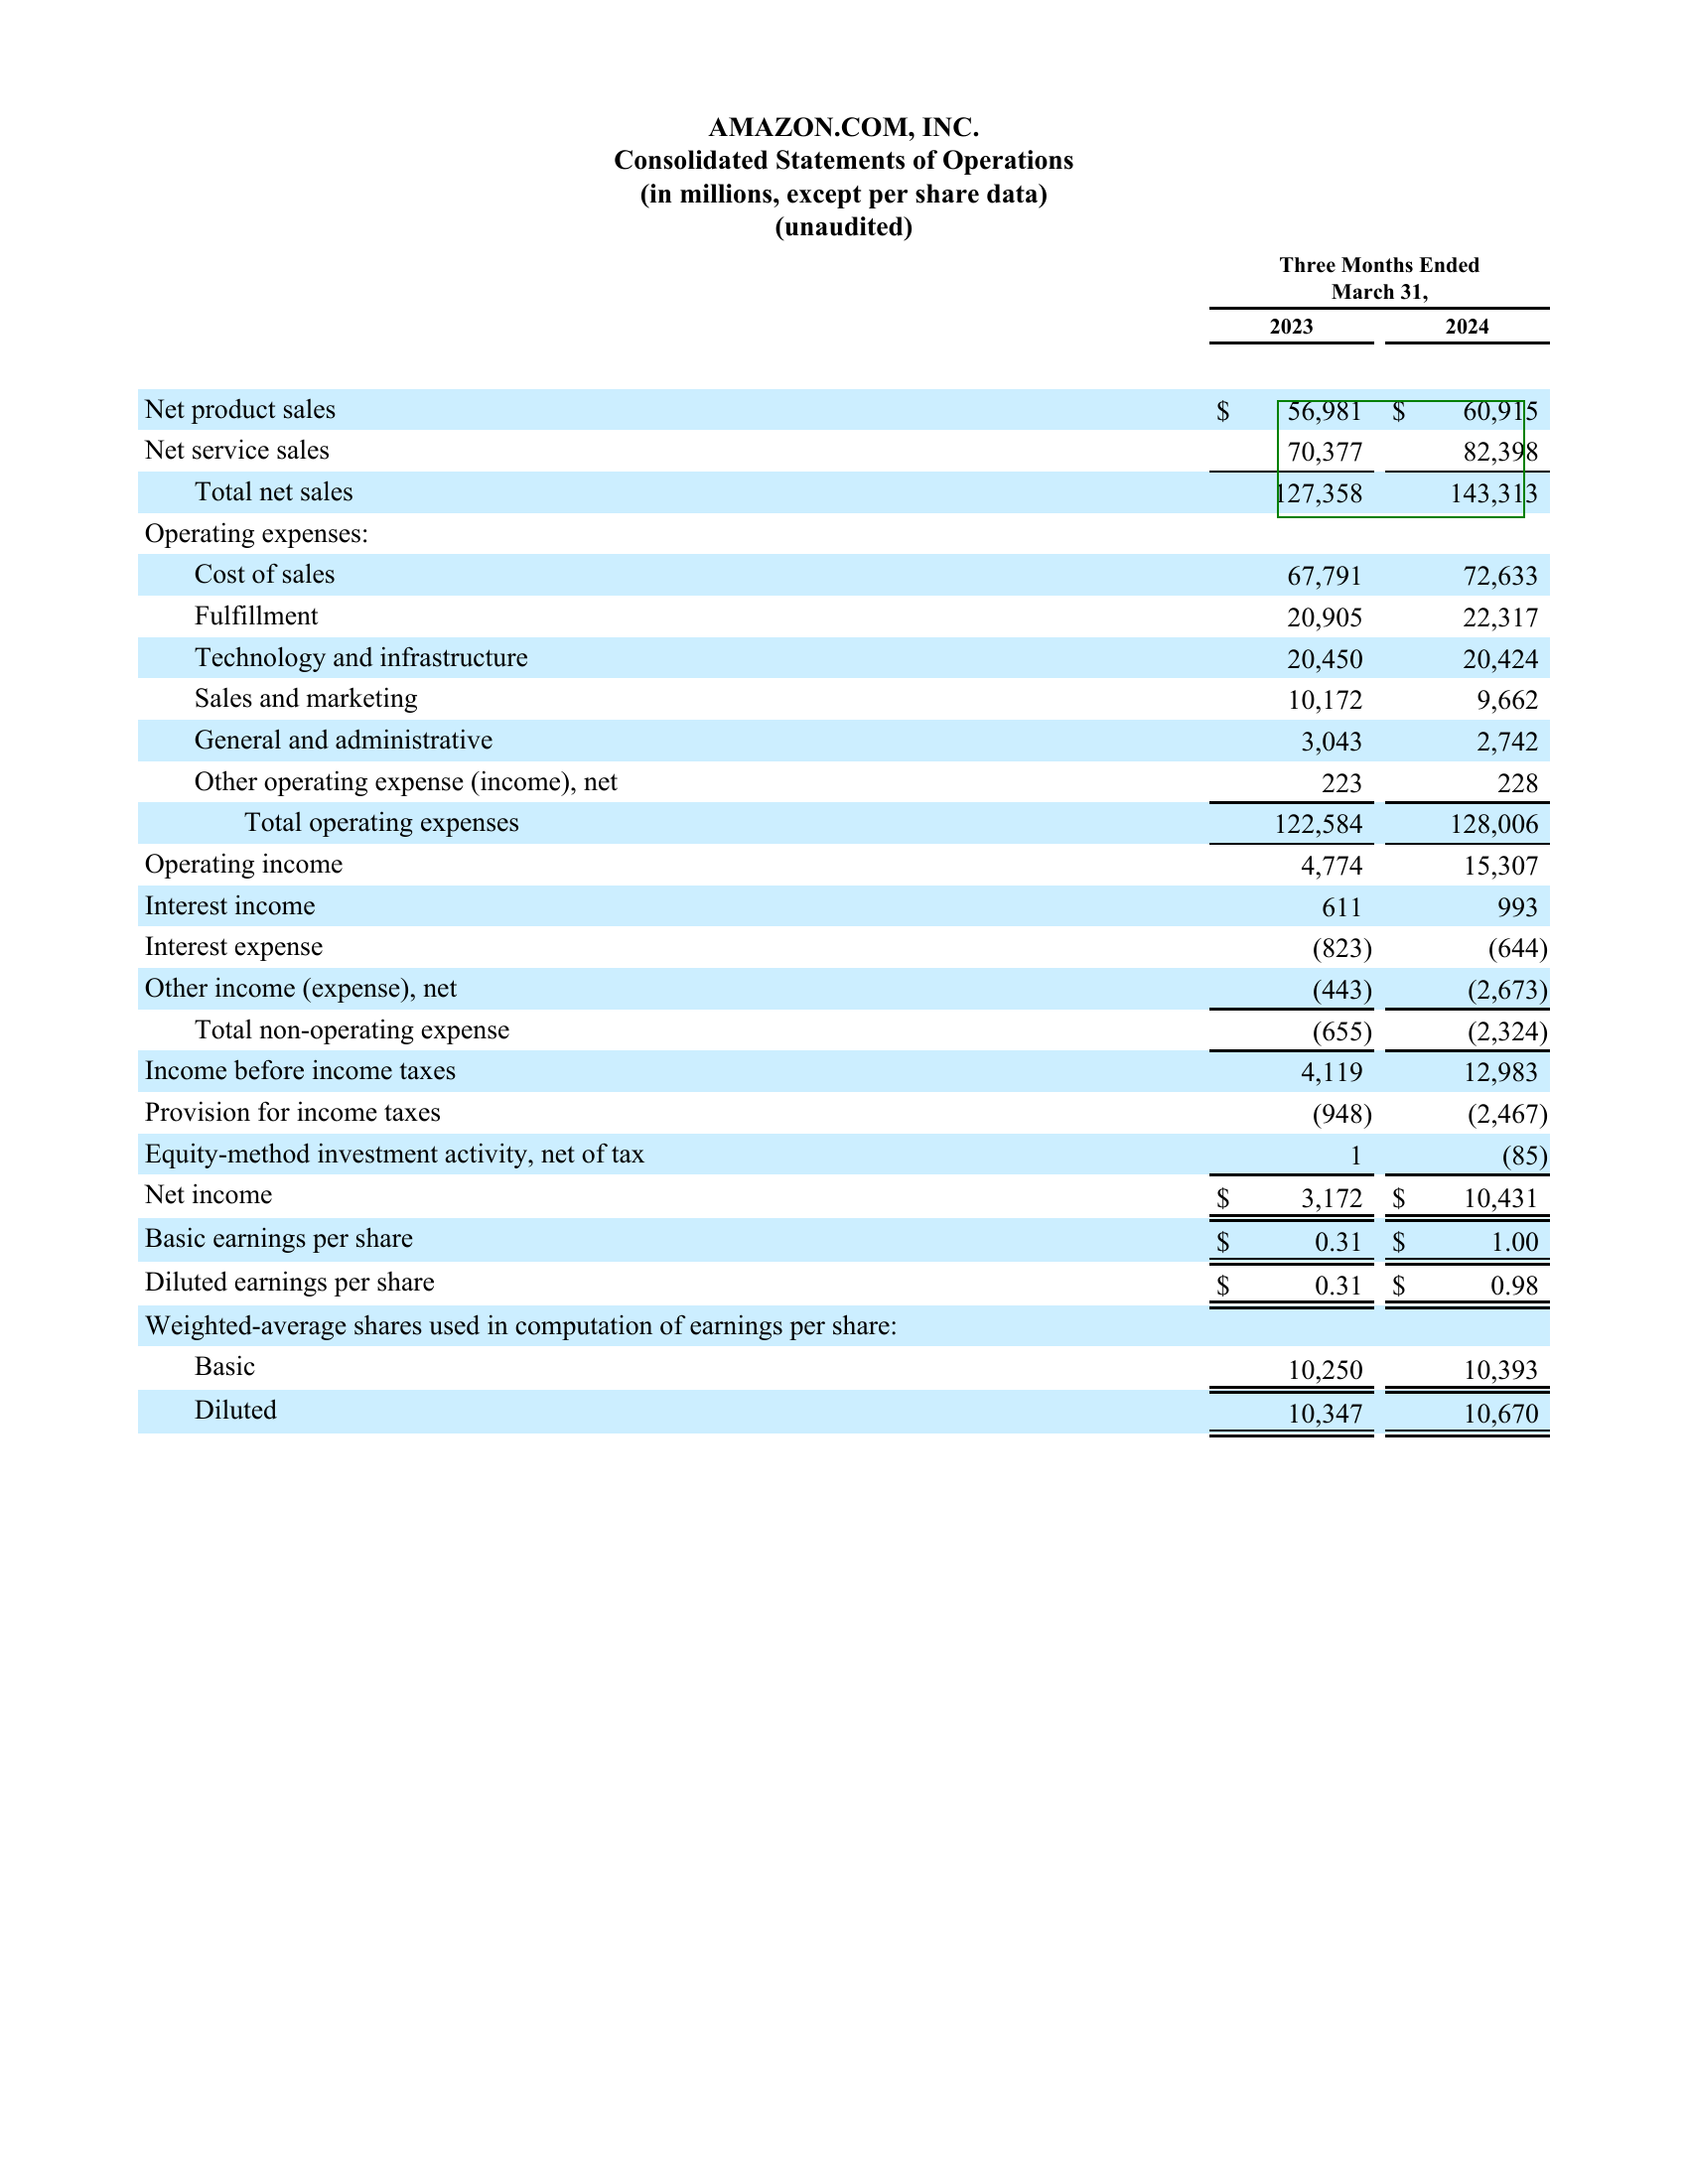 AMAZON.COM, INC.
Consolidated Statements of Operations
(in millions, except per share data)
(unaudited)
Three Months Ended
March 31,
2023 2024
Net product sales $ 56,981 $ 60,915
Net service sales 70,377 82,398
Total net sales 127,358 143,313
Operating expenses:
Cost of sales 67,791 72,633
Fulfillment 20,905 22,317
Technology and infrastructure 20,450 20,424
Sales and marketing 10,172 9,662
General and administrative 3,043 2,742
Other operating expense (income), net 223 228
Total operating expenses 122,584 128,006
Operating income 4,774 15,307
Interest income 611 993
Interest expense (823) (644)
Other income (expense), net (443) (2,673)
Total non-operating expense (655) (2,324)
Income before income taxes 4,119 12,983
Provision for income taxes (948) (2,467)
Equity-method investment activity, net of tax 1 (85)
Net income $ 3,172 $ 10,431
Basic earnings per share $ 0.31 $ 1.00
Diluted earnings per share $ 0.31 $ 0.98
Weighted-average shares used in computation of earnings per share:
Basic 10,250 10,393
Diluted 10,347 10,670